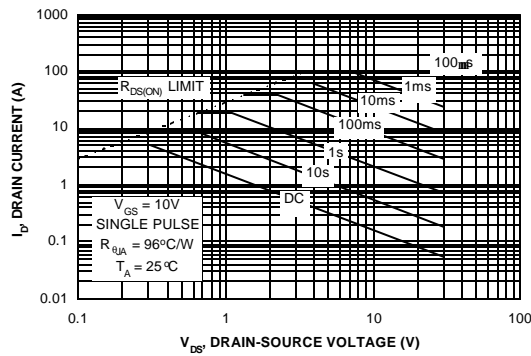 1000
100
10
1
0.1
0.01
I_D, DRAIN CURRENT (A)
R_DS(ON) LIMIT
100ms
1ms
10ms
100ms
1s
10s
DC
V_GS = 10V
SINGLE PULSE
R_θJA = 96°C/W
T_A = 25°C
0.1 1 10 100
V_DS, DRAIN-SOURCE VOLTAGE (V)